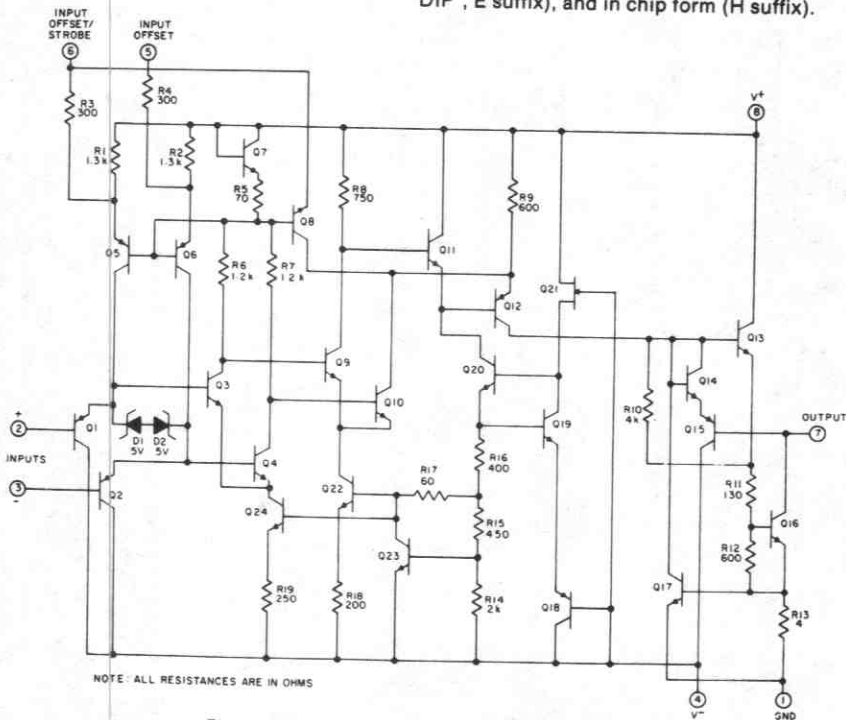 DIP", E suffix), and in chip form (H suffix).
INPUT
OFFSET/
STROBE
6
INPUT
OFFSET
5
R3
300
R4
300
V+
8
R1
1.3k
R2
1.3k
Q7
R5
70
R8
750
R9
600
Q8
Q5
Q6
R6
1.2k
R7
1.2k
Q11
Q12
Q21
Q13
Q3
Q9
Q10
Q20
Q14
R10
4k
Q15
OUTPUT
7
+
2
Q1
D1
5V
D2
5V
Q4
Q19
R16
400
INPUTS
R17
60
R11
130
3
-
Q2
Q24
Q22
R15
450
Q16
R12
600
Q23
Q17
R19
250
R18
200
R14
2k
Q18
R13
4
NOTE: ALL RESISTANCES ARE IN OHMS
4
V-
1
GND